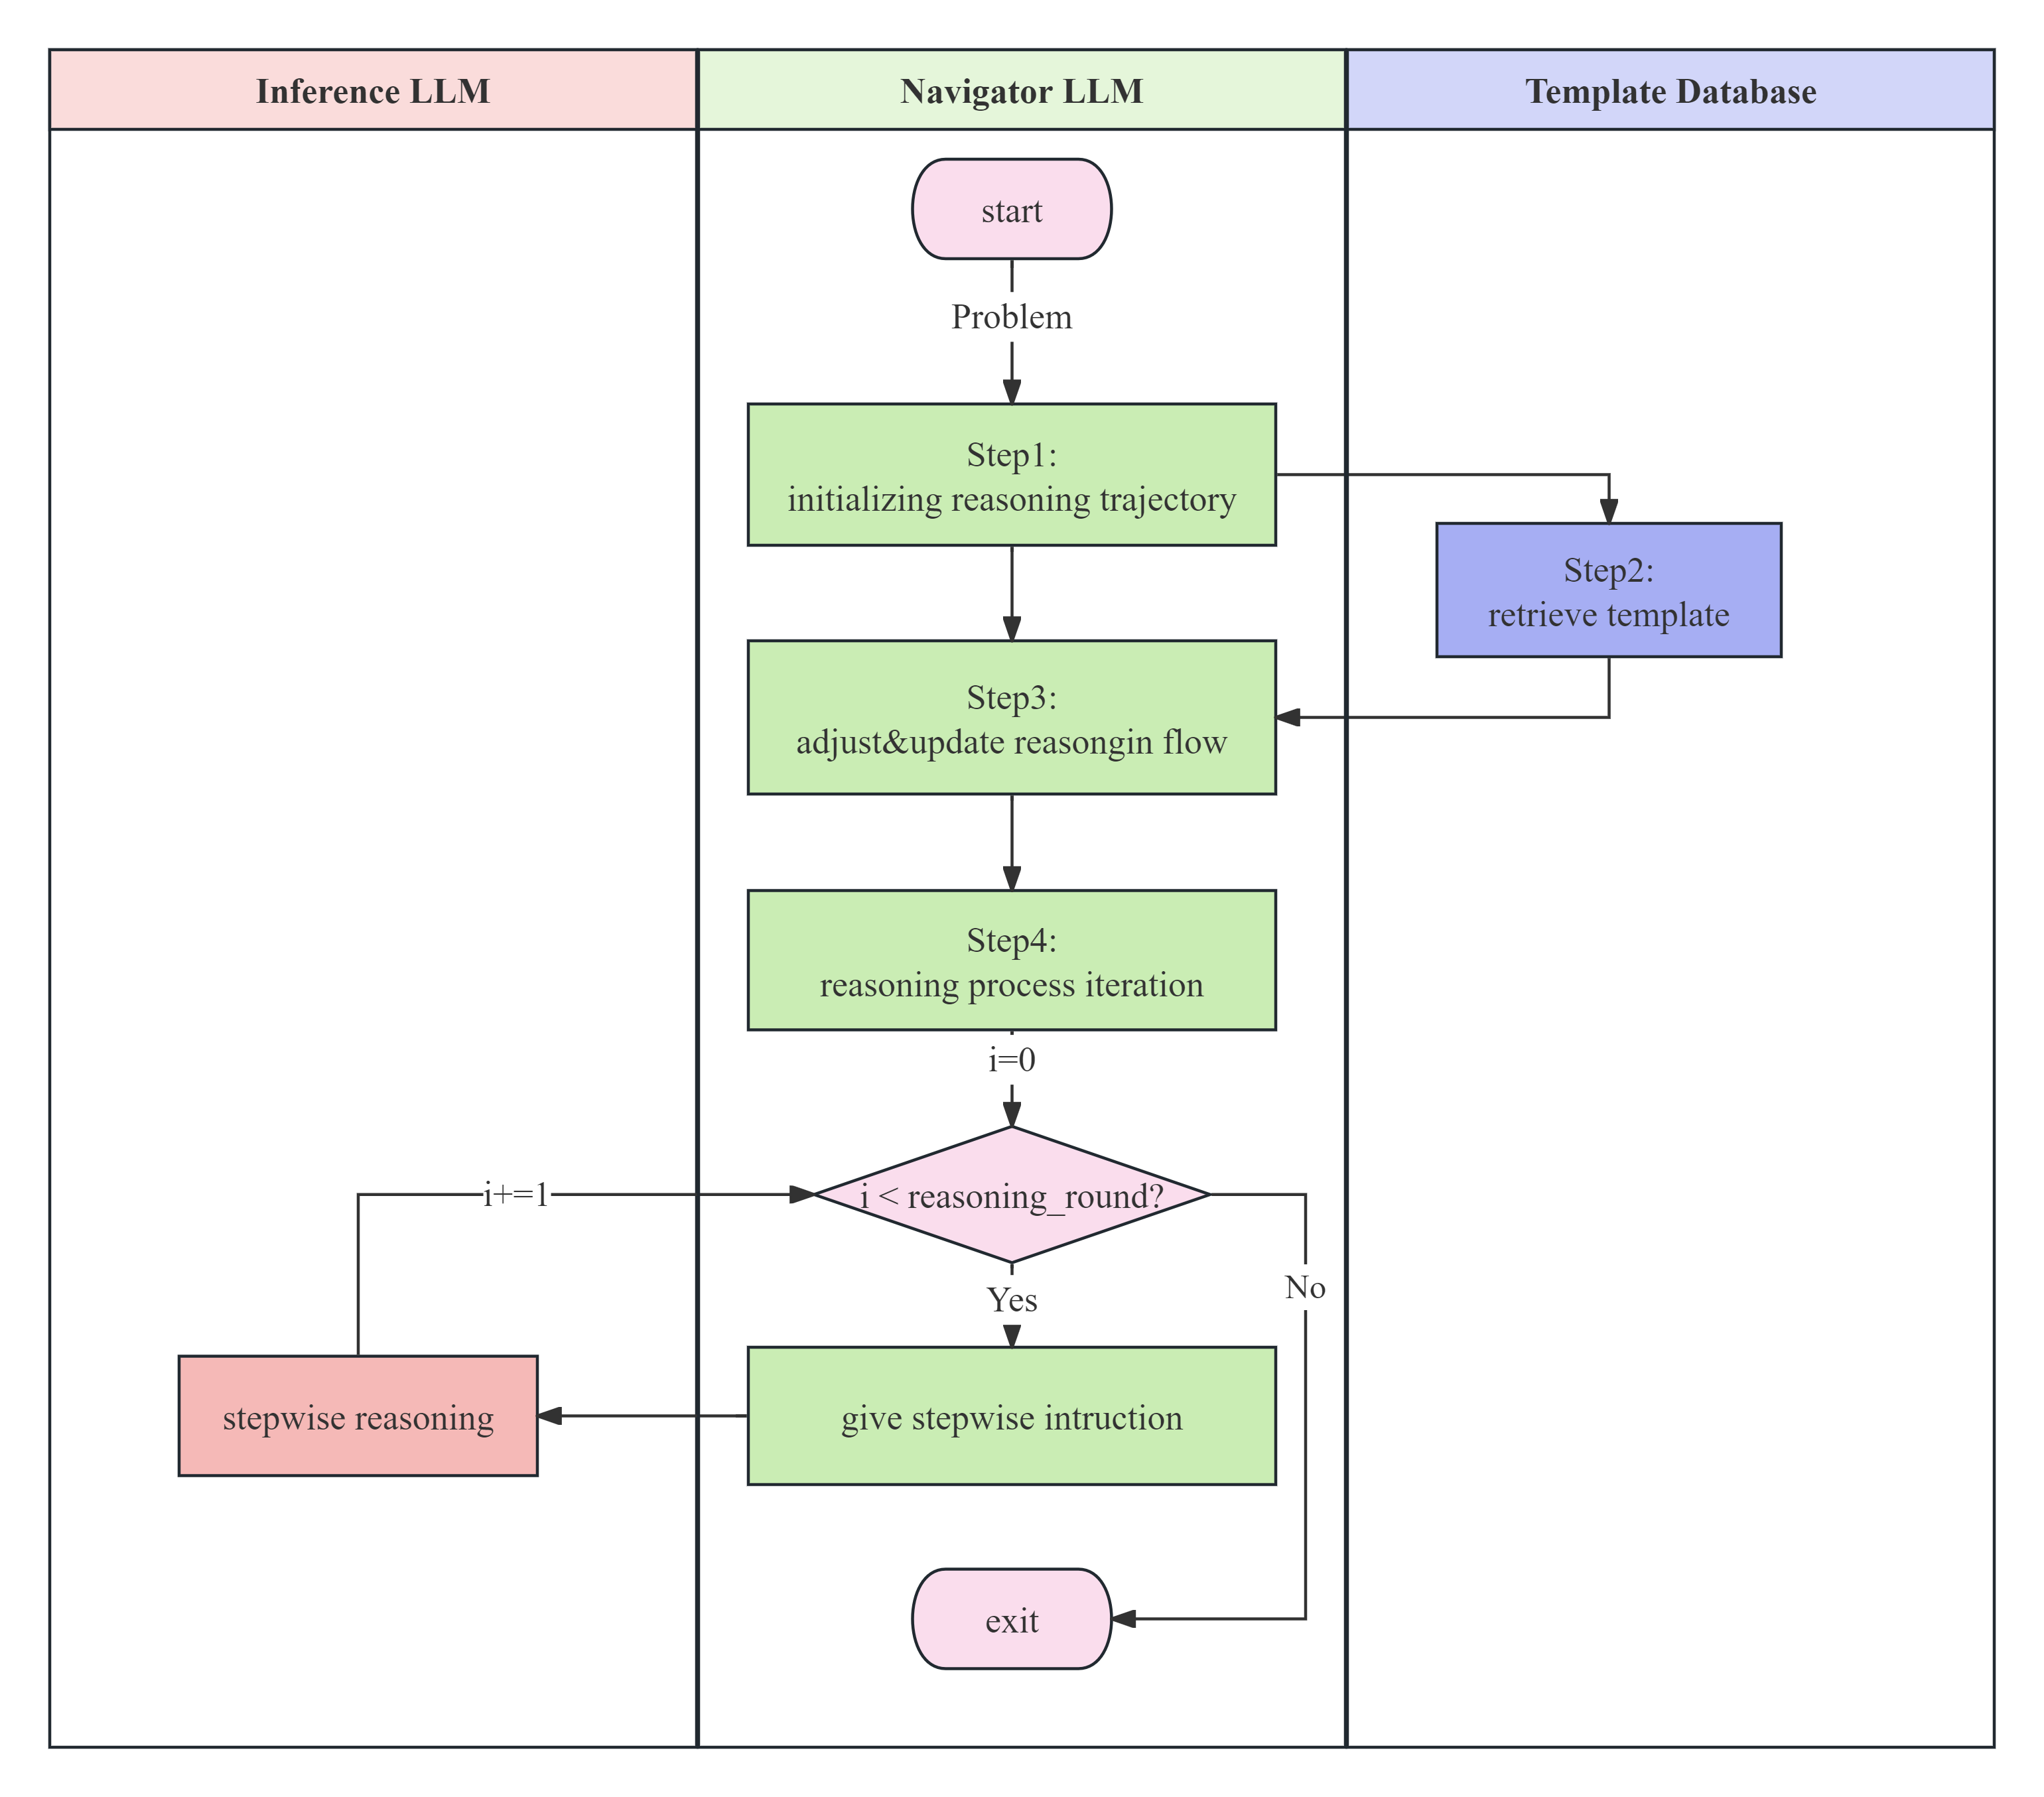 Inference LLM
Navigator LLM
Template Database
start
Problem
Step1:
initializing reasoning trajectory
Step2:
retrieve template
Step3:
adjust&update reasongin flow
Step4:
reasoning process iteration
i=0
i+=1
i < reasoning_round?
No
Yes
stepwise reasoning
give stepwise intruction
exit